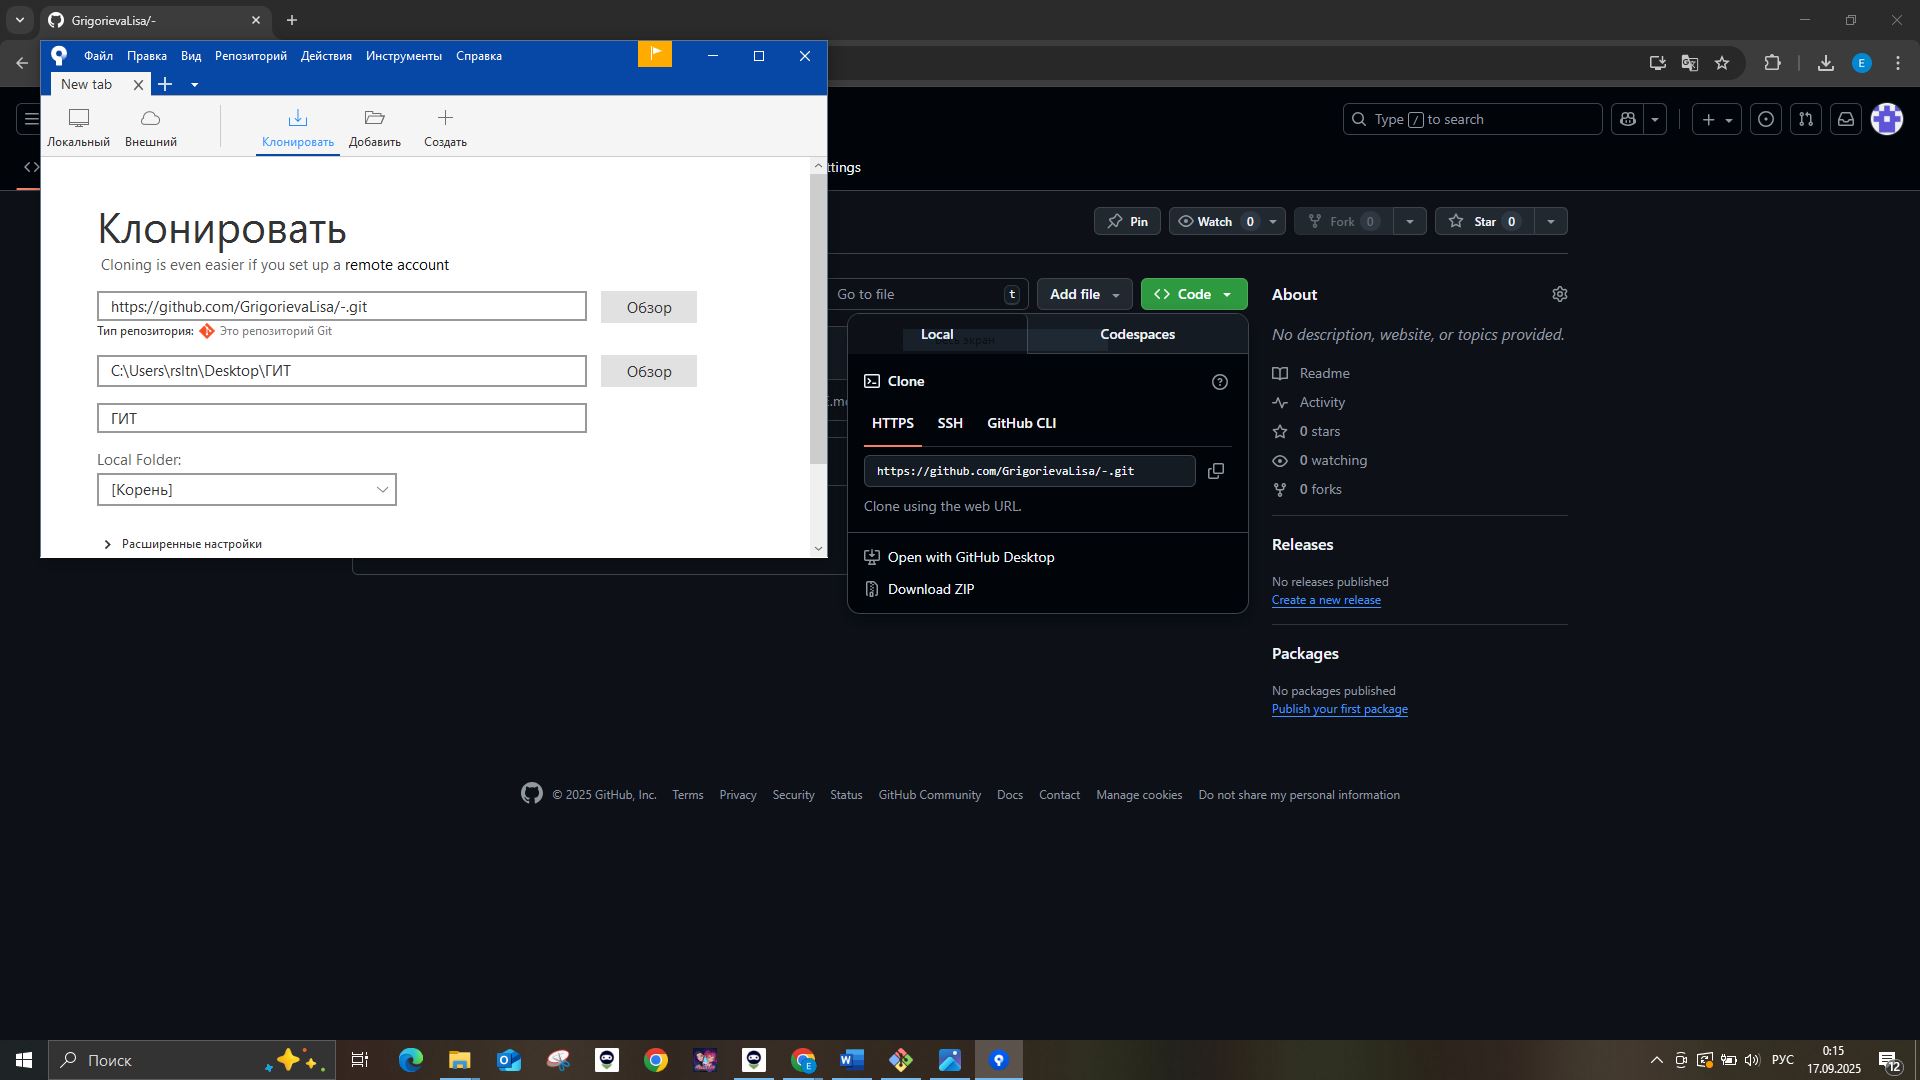 GrigorievaLisa/-
Файл Правка Вид Репозиторий Действия Инструменты Справка
New tab
Локальный Внешний Клонировать Добавить Создать
Type / to search
ttings
Клонировать
Cloning is even easier if you set up a remote account
https://github.com/GrigorievaLisa/-.git
Обзор
Тип репозитория: Это репозиторий Git
C:\Users\rsltn\Desktop\ГИТ
Обзор
ГИТ
Local Folder:
[Корень]
Расширенные настройки
Pin Watch 0 Fork 0 Star 0
Go to file t Add file Code
Local Codespaces
экран
Clone
HTTPS SSH GitHub CLI
https://github.com/GrigorievaLisa/-.git
Clone using the web URL.
Open with GitHub Desktop
Download ZIP
About
No description, website, or topics provided.
Readme
Activity
0 stars
0 watching
0 forks
Releases
No releases published
Create a new release
Packages
No packages published
Publish your first package
© 2025 GitHub, Inc. Terms Privacy Security Status GitHub Community Docs Contact Manage cookies Do not share my personal information
Поиск
РУС
0:15
17.09.2025
12